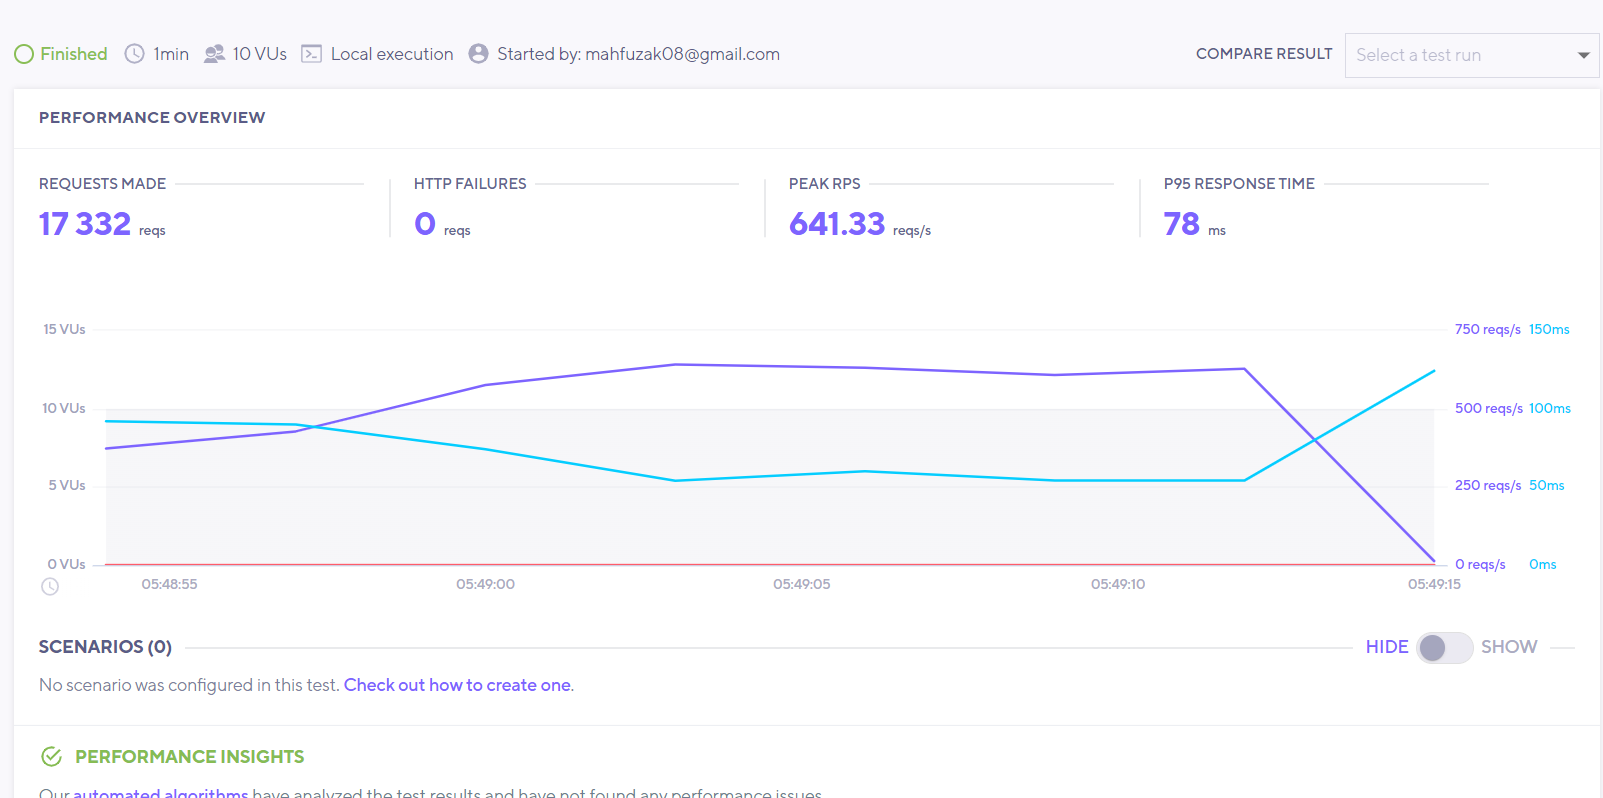 Finished 1min 10 VUs Local execution Started by: mahfuzak08@gmail.com COMPARE RESULT Select a test run
PERFORMANCE OVERVIEW
REQUESTS MADE HTTP FAILURES PEAK RPS P95 RESPONSE TIME
17 332 reqs 0 reqs 641.33 reqs/s 78 ms
15 VUs 750 reqs/s 150ms
10 VUs 500 reqs/s 100ms
5 VUs 250 reqs/s 50ms
0 VUs 0 reqs/s 0ms
05:48:55 05:49:00 05:49:05 05:49:10 05:49:15
SCENARIOS (0) HIDE SHOW
No scenario was configured in this test. Check out how to create one.
PERFORMANCE INSIGHTS
Our automated algorithms have analyzed the test results and have not found any performance issues